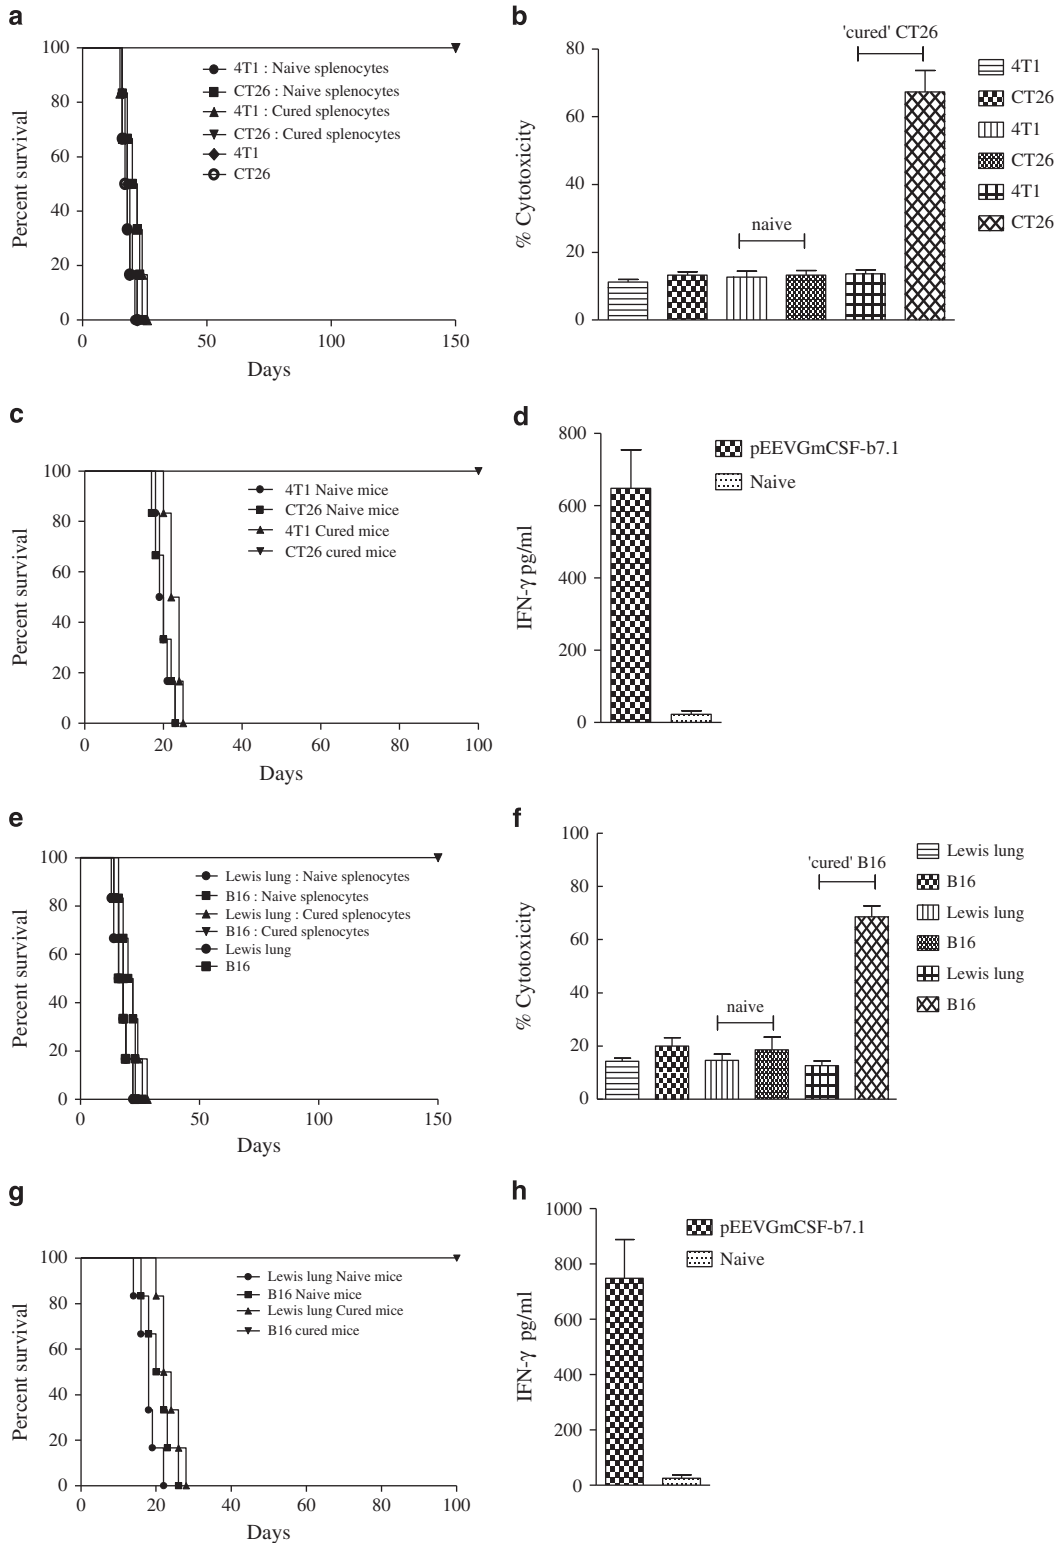 a
100
80
60
40
20
0
Percent survival
0 50 100 150
Days
4T1 : Naive splenocytes
CT26 : Naive splenocytes
4T1 : Cured splenocytes
CT26 : Cured splenocytes
4T1
CT26
b
80
60
40
20
0
% Cytotoxicity
naive
'cured' CT26
4T1
CT26
4T1
CT26
4T1
CT26
c
100
80
60
40
20
0
Percent survival
0 20 40 60 80 100
Days
4T1 Naive mice
CT26 Naive mice
4T1 Cured mice
CT26 cured mice
d
800
600
400
200
0
IFN-γ pg/ml
pEEVGmCSF-b7.1
Naive
e
100
80
60
40
20
0
Percent survival
0 50 100 150
Days
Lewis lung : Naive splenocytes
B16 : Naive splenocytes
Lewis lung : Cured splenocytes
B16 : Cured splenocytes
Lewis lung
B16
f
100
80
60
40
20
0
% Cytotoxicity
naive
'cured' B16
Lewis lung
B16
Lewis lung
B16
Lewis lung
B16
g
100
80
60
40
20
0
Percent survival
0 20 40 60 80 100
Days
Lewis lung Naive mice
B16 Naive mice
Lewis lung Cured mice
B16 cured mice
h
1000
800
600
400
200
0
IFN-γ pg/ml
pEEVGmCSF-b7.1
Naive